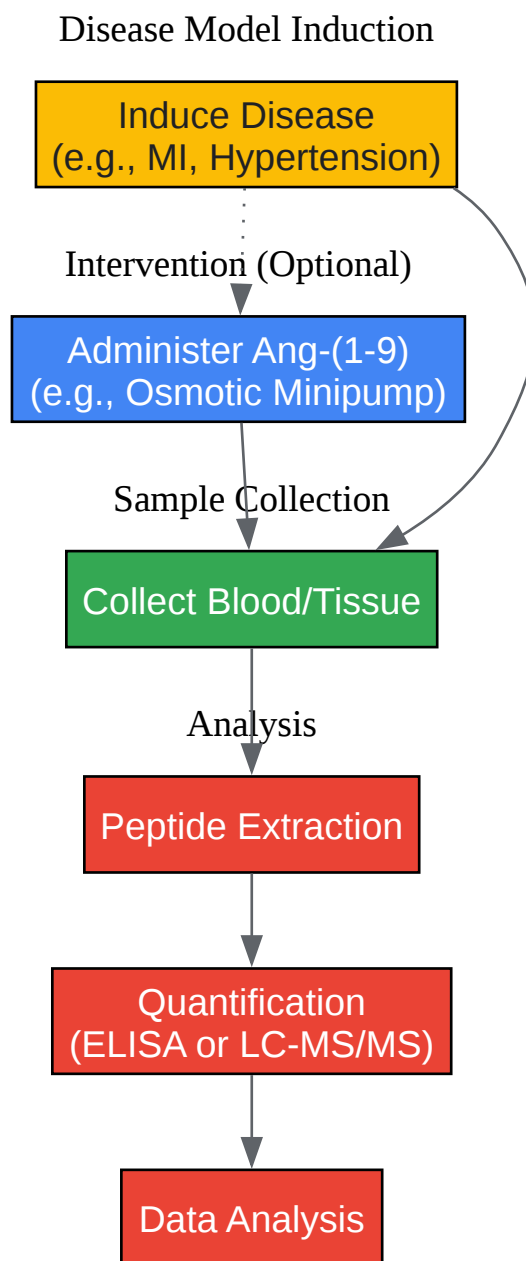 Disease Model Induction
Induce Disease
(e.g., MI, Hypertension)
Intervention (Optional)
Administer Ang-(1-9)
(e.g., Osmotic Minipump)
Sample Collection
Collect Blood/Tissue
Analysis
Peptide Extraction
Quantification
(ELISA or LC-MS/MS)
Data Analysis